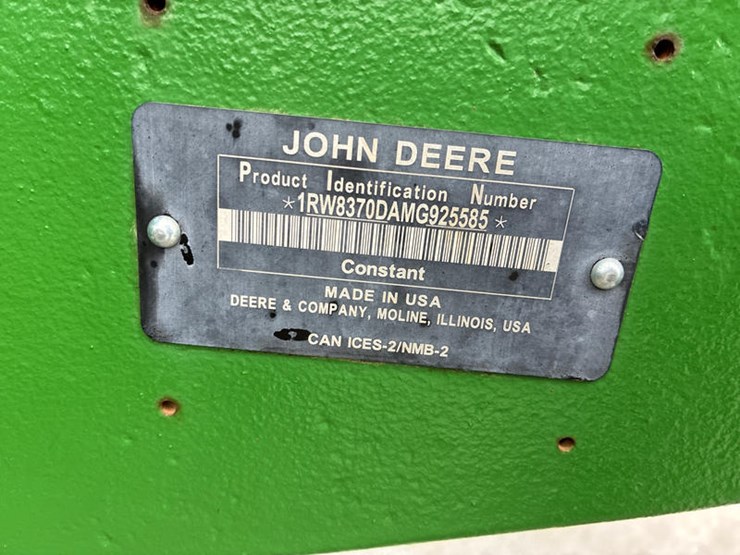 JOHN DEERE
Product Identification Number
*1RW8370DAMG925585*
Constant
MADE IN USA
DEERE & COMPANY, MOLINE, ILLINOIS, USA
CAN ICES-2/NMB-2